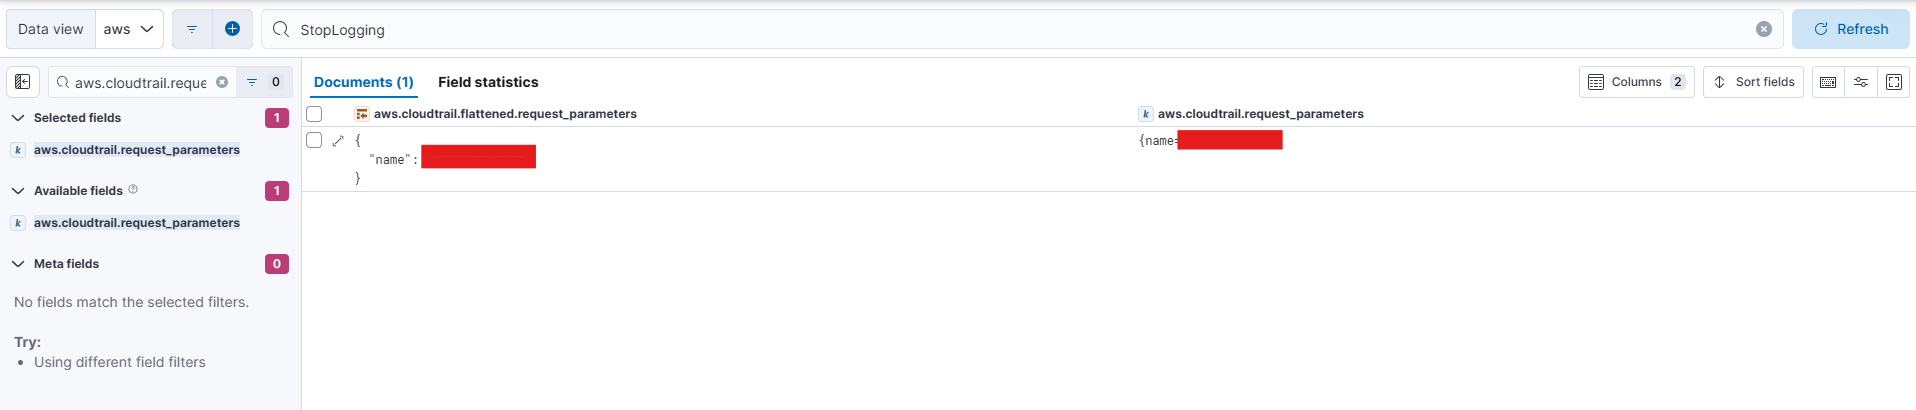 Data view aws StopLogging Refresh
aws.cloudtrail.reque 0 Documents (1) Field statistics Columns 2 Sort fields
Selected fields 1 aws.cloudtrail.flattened.request_parameters aws.cloudtrail.request_parameters
k aws.cloudtrail.request_parameters
{
"name":
}
{name=
Available fields 1
k aws.cloudtrail.request_parameters
Meta fields 0
No fields match the selected filters.
Try:
• Using different field filters